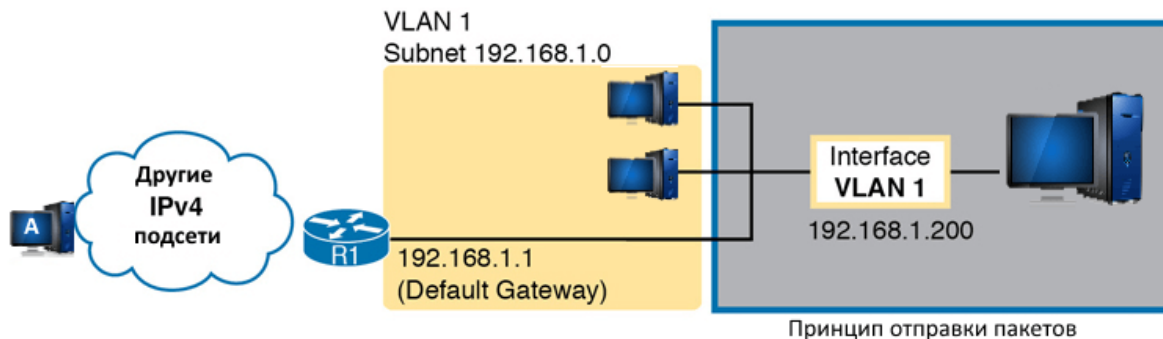 VLAN 1
Subnet 192.168.1.0
Другие
IPv4
подсети
A
R1
192.168.1.1
(Default Gateway)
Interface
VLAN 1
192.168.1.200
Принцип отправки пакетов